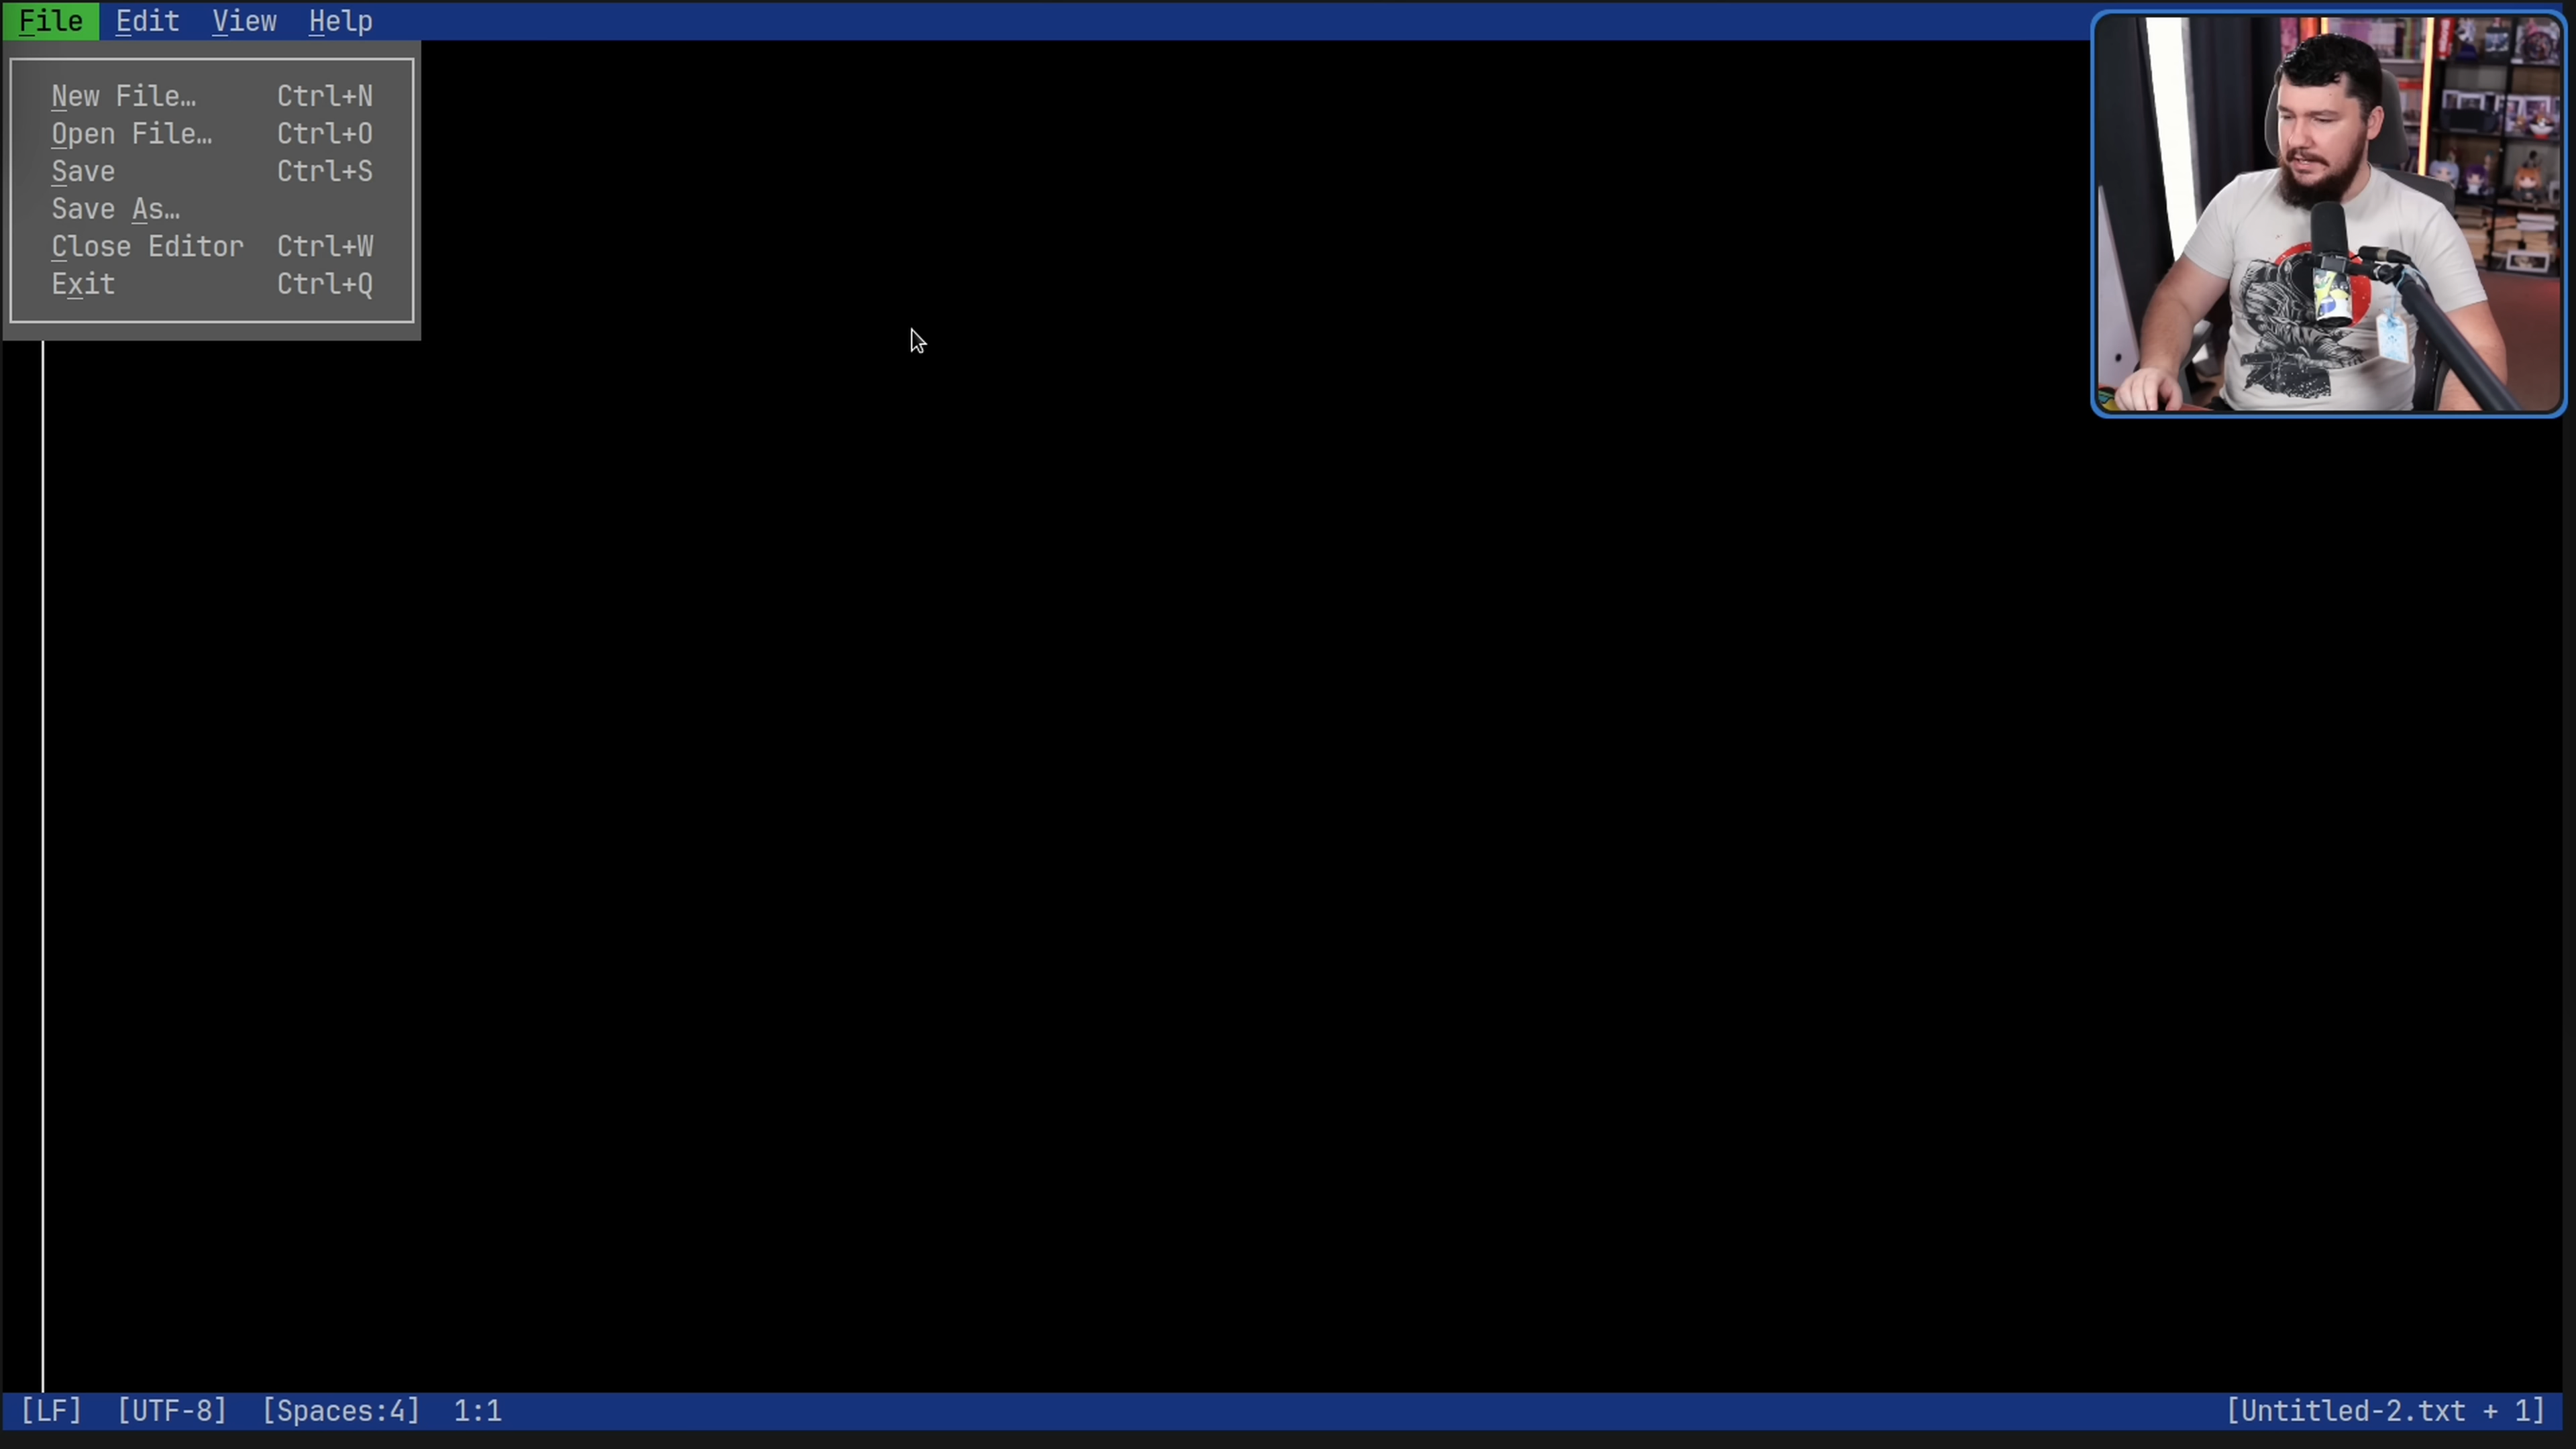 File Edit View Help
New File… Ctrl+N
Open File… Ctrl+O
Save Ctrl+S
Save As…
Close Editor Ctrl+W
Exit Ctrl+Q
[LF] [UTF-8] [Spaces:4] 1:1 [Untitled-2.txt + 1]